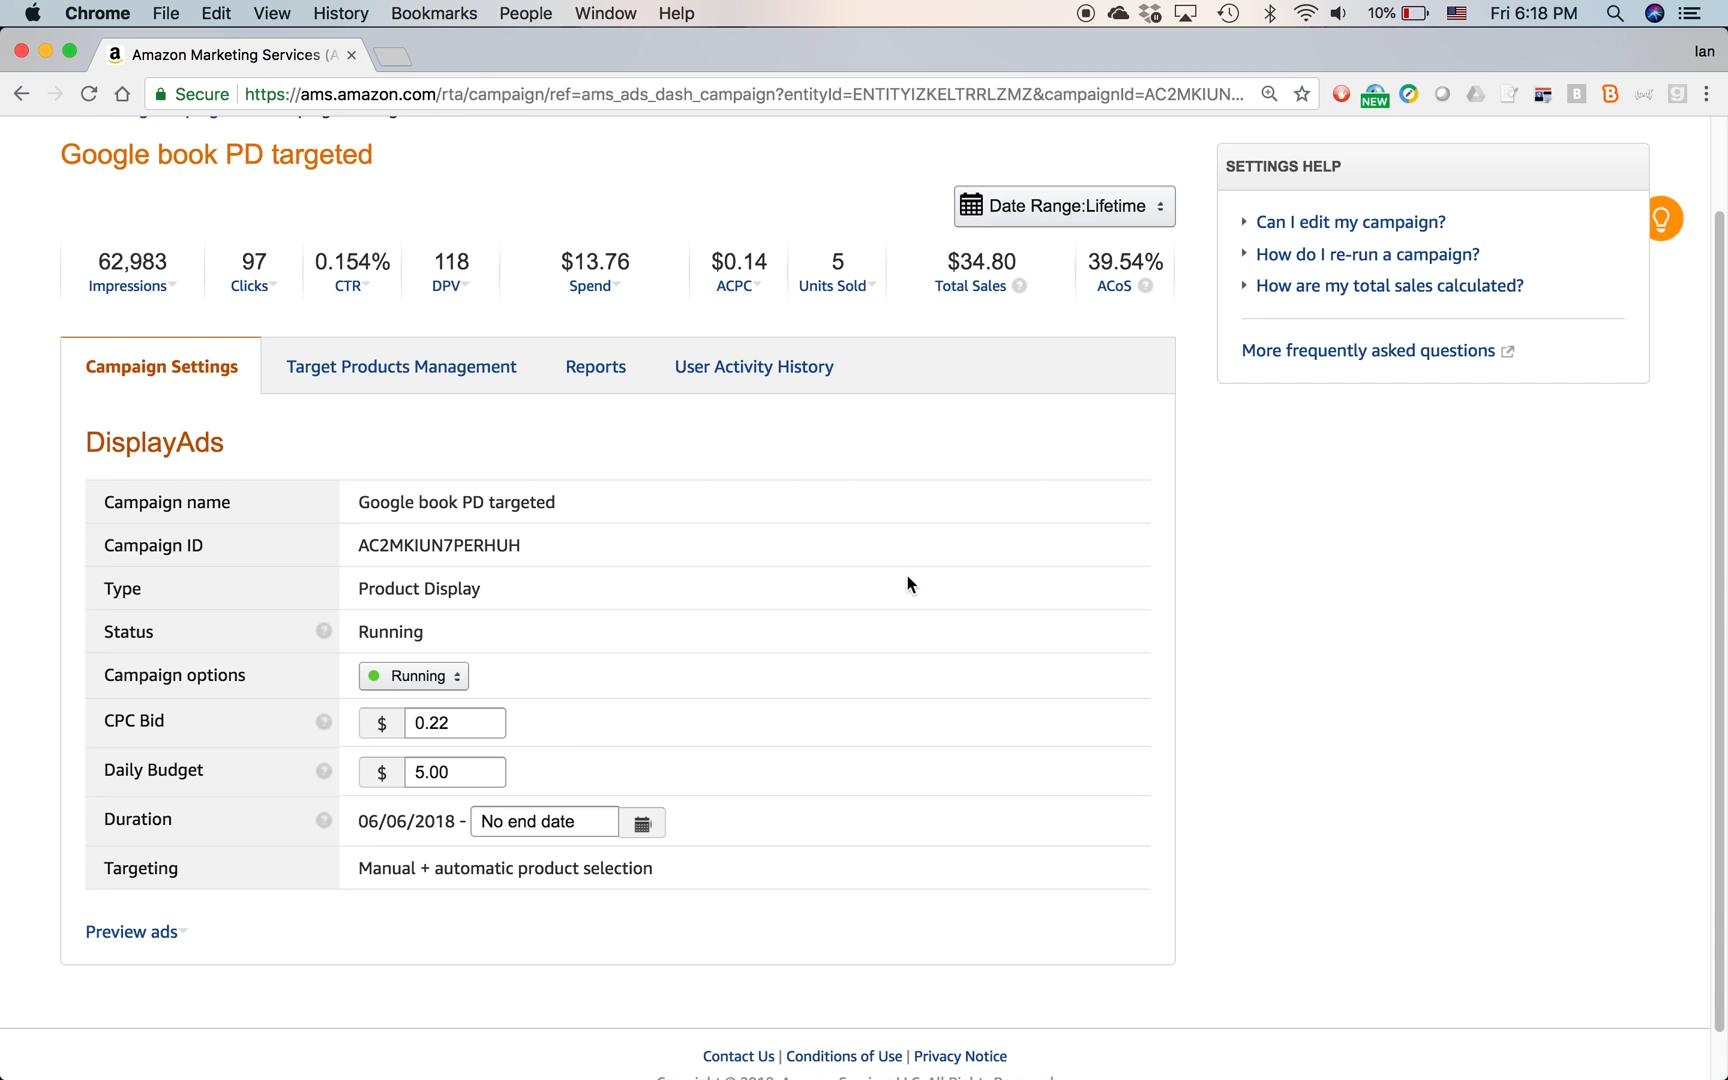 Chrome File Edit View History Bookmarks People Window Help 10% Fri 6:18 PM
a Amazon Marketing Services (A Ian
Secure https://ams.amazon.com/rta/campaign/ref=ams_ads_dash_campaign?entityId=ENTITYIZKELTRRLZMZ&campaignId=AC2MKIUN...
NEW
Google book PD targeted
Date Range:Lifetime
62,983 97 0.154% 118 $13.76 $0.14 5 $34.80 39.54%
Impressions Clicks CTR DPV Spend ACPC Units Sold Total Sales ACoS
SETTINGS HELP
Can I edit my campaign?
How do I re-run a campaign?
How are my total sales calculated?
More frequently asked questions
Campaign Settings Target Products Management Reports User Activity History
DisplayAds
Campaign name Google book PD targeted
Campaign ID AC2MKIUN7PERHUH
Type Product Display
Status Running
Campaign options Running
CPC Bid $ 0.22
Daily Budget $ 5.00
Duration 06/06/2018 - No end date
Targeting Manual + automatic product selection
Preview ads
Contact Us | Conditions of Use | Privacy Notice